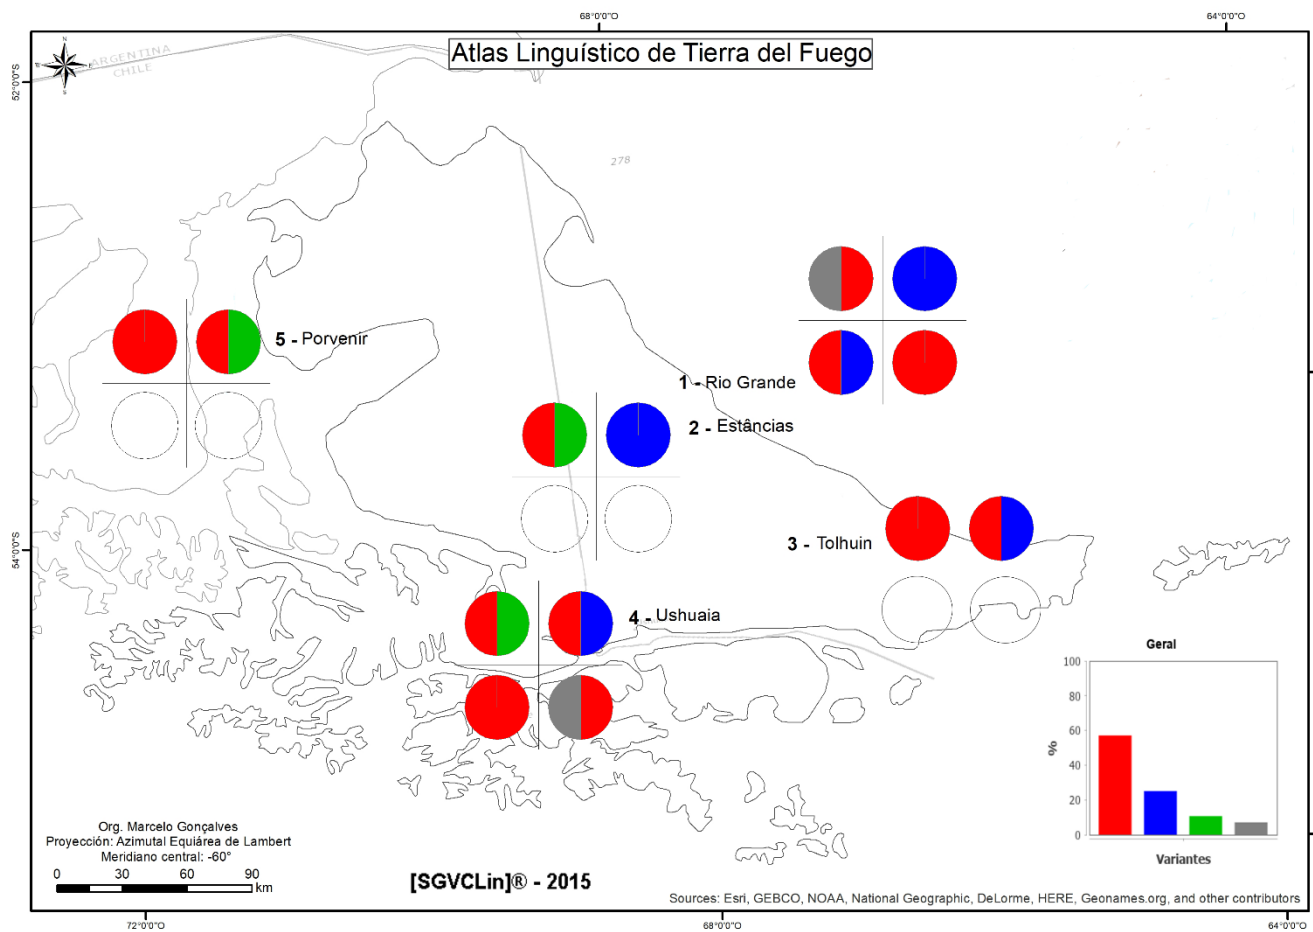 68°0'0"O
64°0'0"O
Atlas Linguístico de Tierra del Fuego
ARGENTINA
CHILE
N
S
52°0'0"S
278
5 - Porvenir
1 - Rio Grande
2 - Estâncias
3 - Tolhuin
54°0'0"S
4 - Ushuaia
Geral
100
80
60
40
20
0
%
Variantes
Org. Marcelo Gonçalves
Proyección: Azimutal Equiárea de Lambert
Meridiano central: -60°
0 30 60 90
km
[SGVCLin]® - 2015
Sources: Esri, GEBCO, NOAA, National Geographic, DeLorme, HERE, Geonames.org, and other contributors
72°0'0"O
68°0'0"O
64°0'0"O